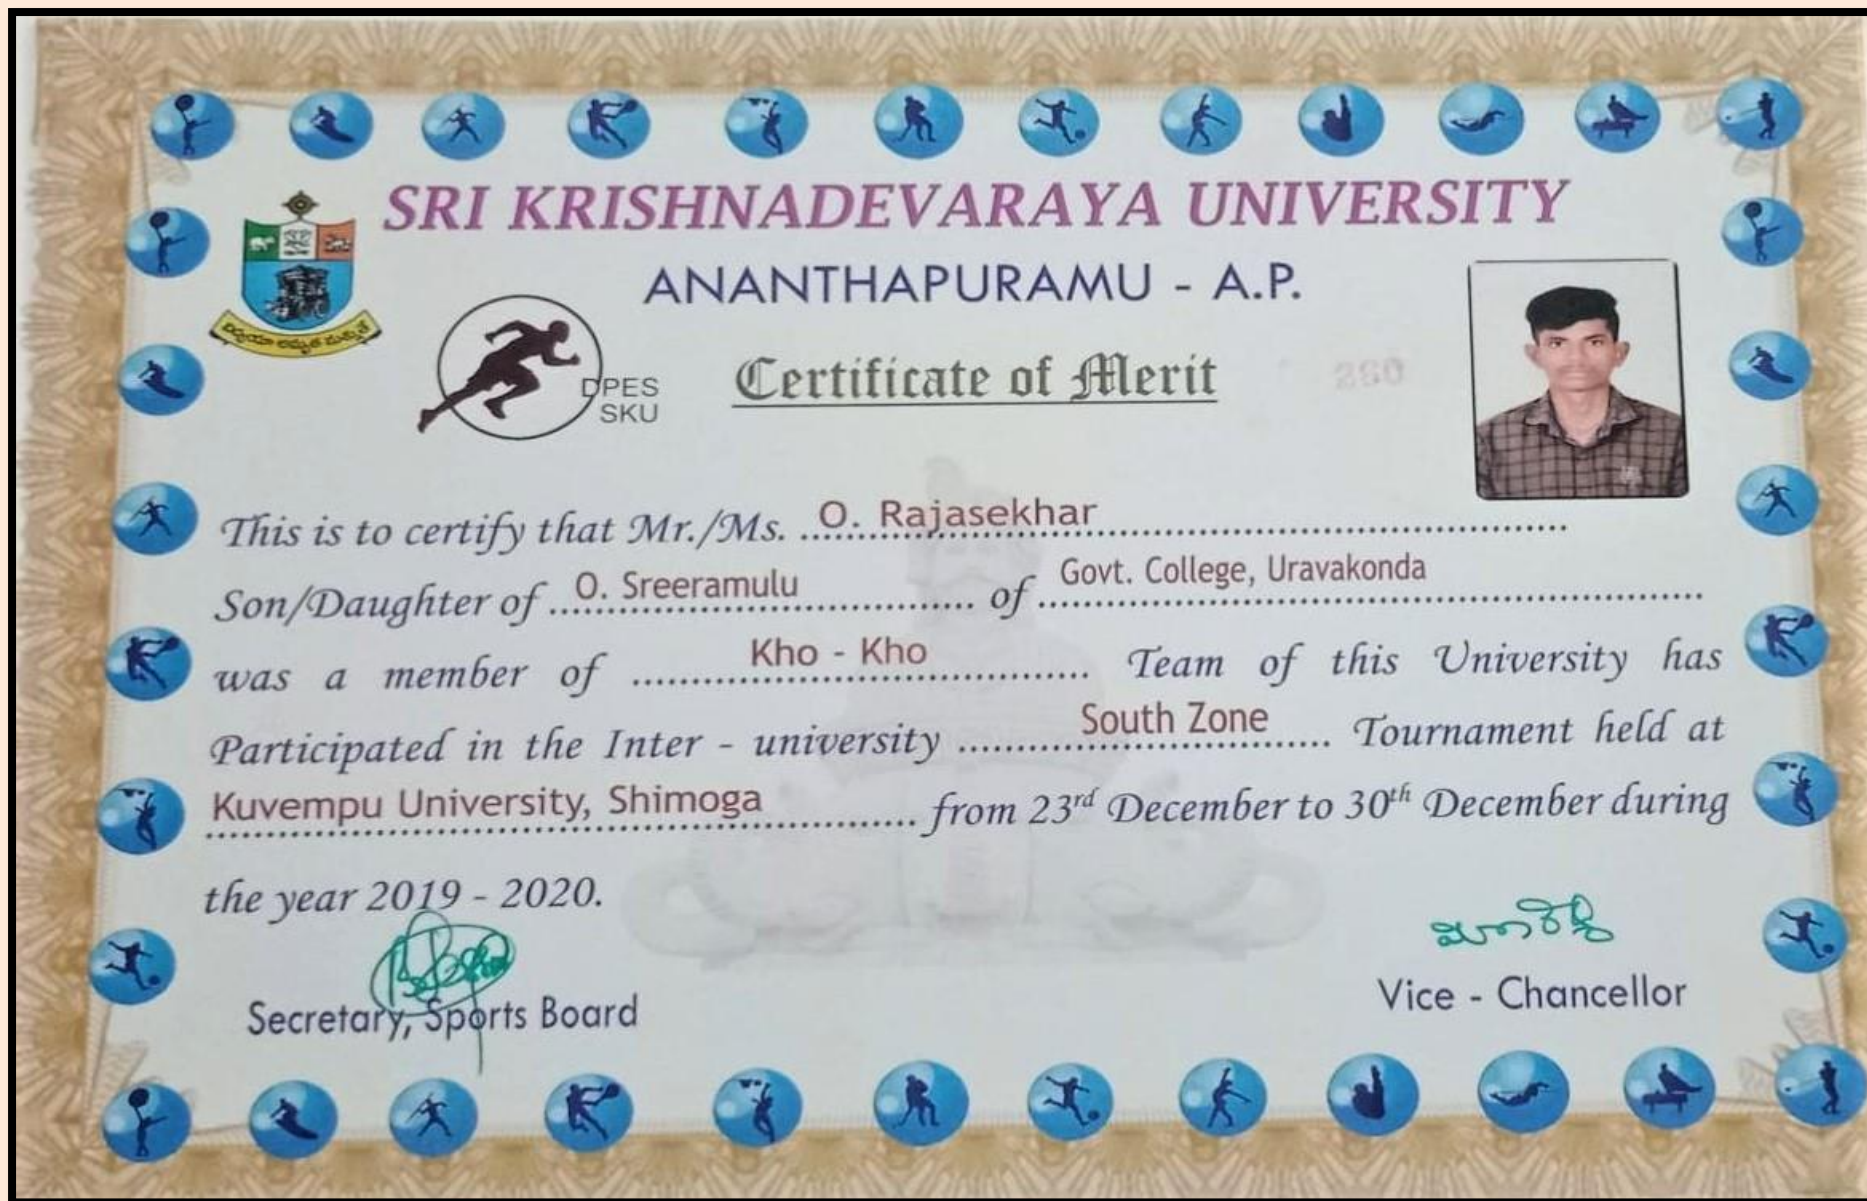 SRI KRISHNADEVARAYA UNIVERSITY
ANANTHAPURAMU - A.P.
DPES
SKU
Certificate of Merit
280
This is to certify that Mr./Ms. O. Rajasekhar
Son/Daughter of O. Sreeramulu of Govt. College, Uravakonda
was a member of Kho - Kho Team of this University has
Participated in the Inter - university South Zone Tournament held at
Kuvempu University, Shimoga from 23rd December to 30th December during
the year 2019 - 2020.
Secretary, Sports Board
Vice - Chancellor